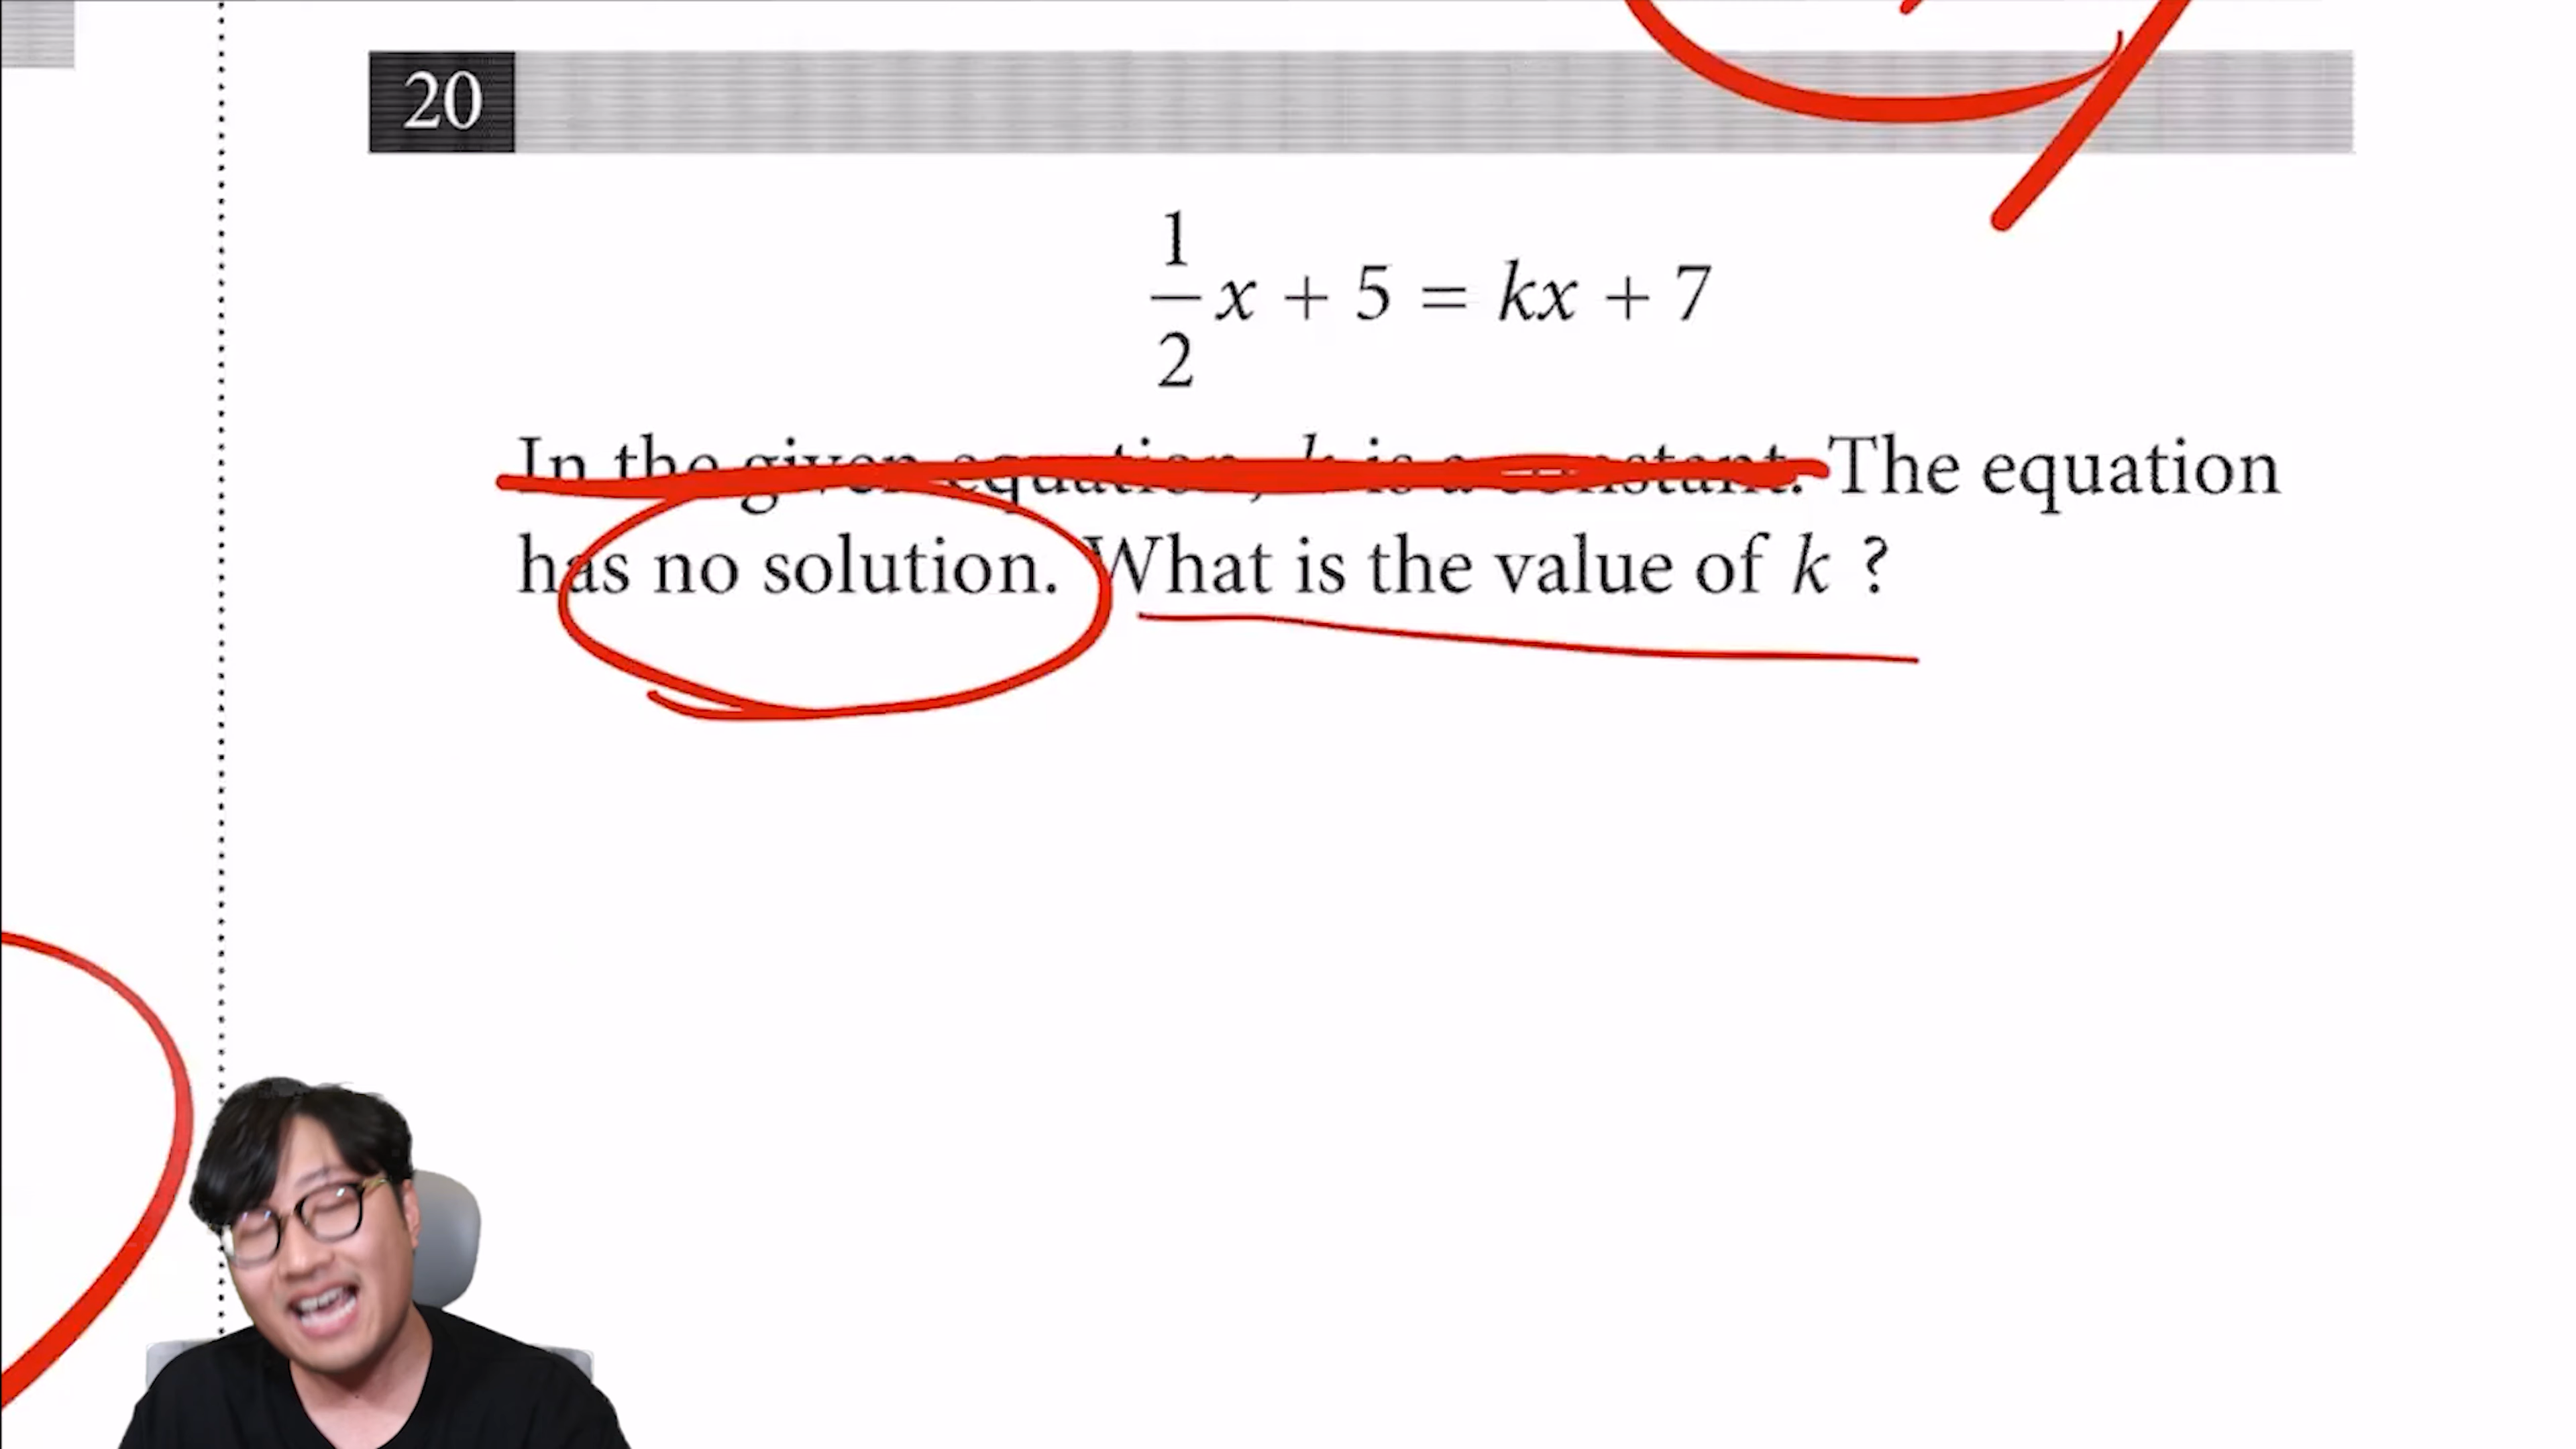 20
1/2 x + 5 = kx + 7
In the given equation, k is a constant. The equation
has no solution. What is the value of k ?